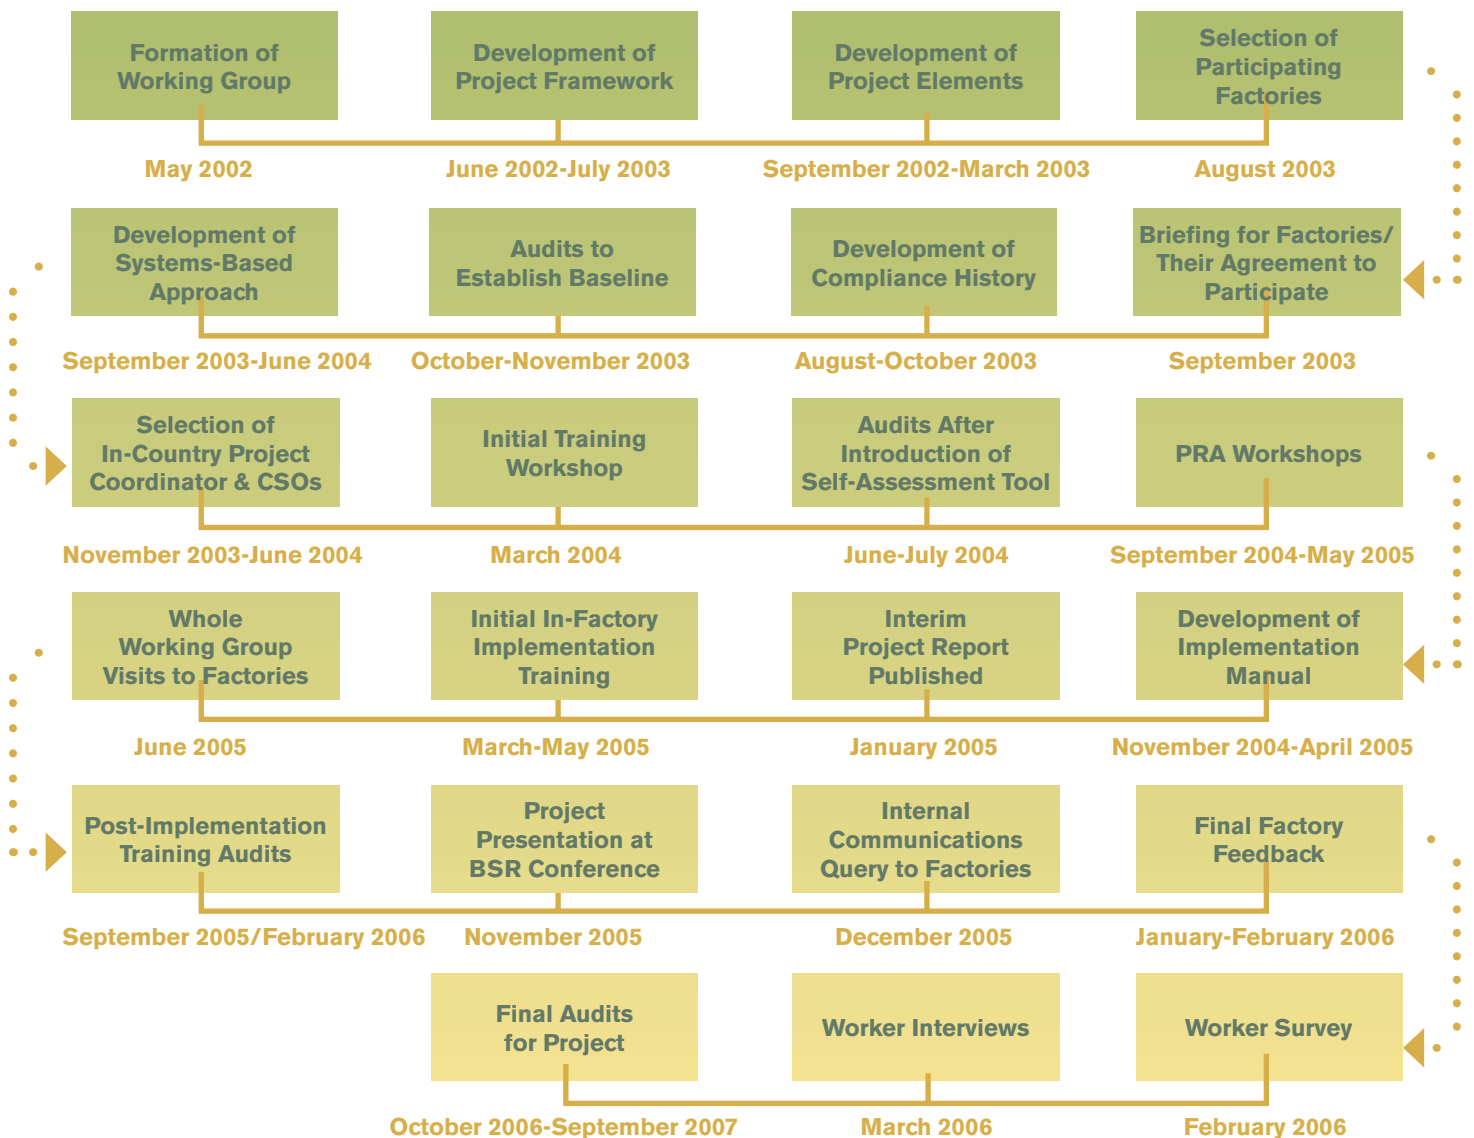 Formation of
Working Group
May 2002
Development of
Project Framework
June 2002-July 2003
Development of
Project Elements
September 2002-March 2003
Selection of
Participating
Factories
August 2003
Development of
Systems-Based
Approach
September 2003-June 2004
Audits to
Establish Baseline
October-November 2003
Development of
Compliance History
August-October 2003
Briefing for Factories/
Their Agreement to
Participate
September 2003
Selection of
In-Country Project
Coordinator & CSOs
November 2003-June 2004
Initial Training
Workshop
March 2004
Audits After
Introduction of
Self-Assessment Tool
June-July 2004
PRA Workshops
September 2004-May 2005
Whole
Working Group
Visits to Factories
June 2005
Initial In-Factory
Implementation
Training
March-May 2005
Interim
Project Report
Published
January 2005
Development of
Implementation
Manual
November 2004-April 2005
Post-Implementation
Training Audits
September 2005/February 2006
Project
Presentation at
BSR Conference
November 2005
Internal
Communications
Query to Factories
December 2005
Final Factory
Feedback
January-February 2006
Final Audits
for Project
October 2006-September 2007
Worker Interviews
March 2006
Worker Survey
February 2006